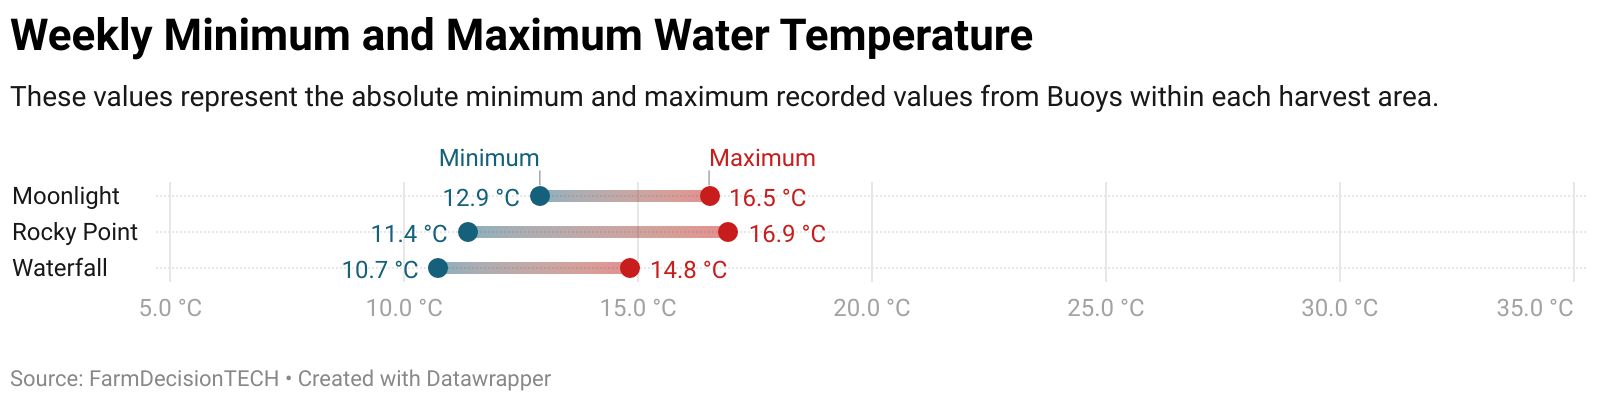 Weekly Minimum and Maximum Water Temperature
These values represent the absolute minimum and maximum recorded values from Buoys within each harvest area.
Minimum Maximum
Moonlight 12.9 °C 16.5 °C
Rocky Point 11.4 °C 16.9 °C
Waterfall 10.7 °C 14.8 °C
5.0 °C 10.0 °C 15.0 °C 20.0 °C 25.0 °C 30.0 °C 35.0 °C
Source: FarmDecisionTECH • Created with Datawrapper